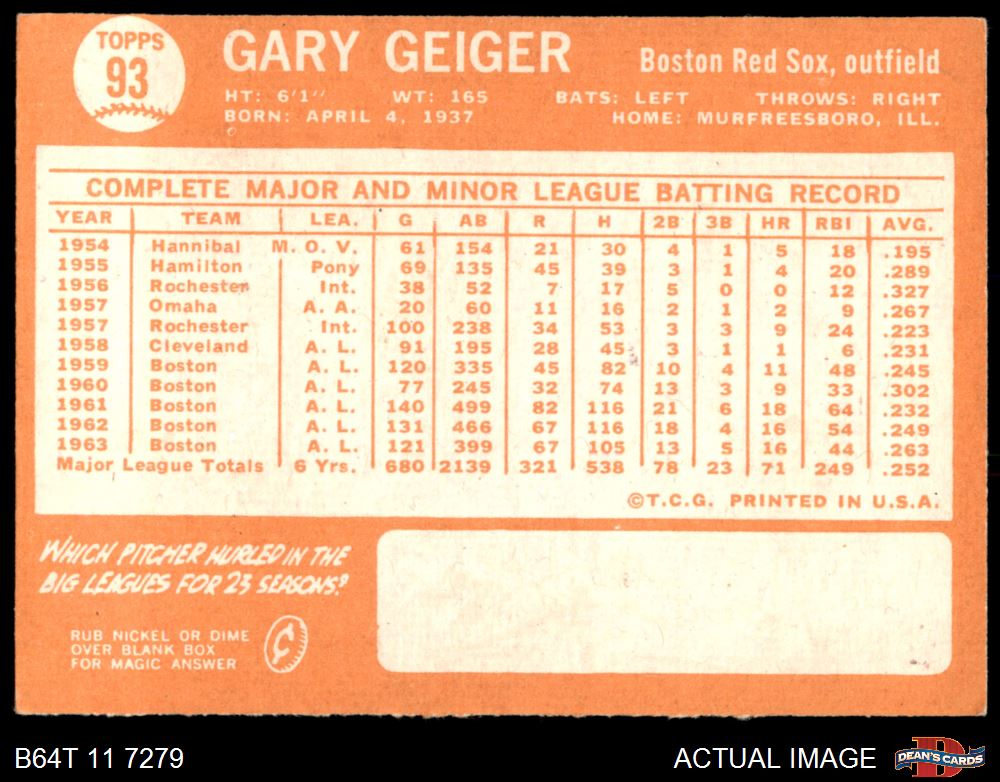 TOPPS
93
GARY GEIGER
Boston Red Sox, outfield
HT: 6'1" WT: 165 BATS: LEFT THROWS: RIGHT
BORN: APRIL 4, 1937 HOME: MURFREESBORO, ILL.
COMPLETE MAJOR AND MINOR LEAGUE BATTING RECORD
YEAR TEAM LEA. G AB R H 2B 3B HR RBI AVG.
1954 Hannibal M. O. V. 61 154 21 30 4 1 5 18 .195
1955 Hamilton Pony 69 135 45 39 3 1 4 20 .289
1956 Rochester Int. 38 52 7 17 5 0 0 12 .327
1957 Omaha A. A. 20 60 11 16 2 1 2 9 .267
1957 Rochester Int. 100 238 34 53 3 3 9 24 .223
1958 Cleveland A. L. 91 195 28 45 3 1 1 6 .231
1959 Boston A. L. 120 335 45 82 10 4 11 48 .245
1960 Boston A. L. 77 245 32 74 13 3 9 33 .302
1961 Boston A. L. 140 499 82 116 21 6 18 64 .232
1962 Boston A. L. 131 466 67 116 18 4 16 54 .249
1963 Boston A. L. 121 399 67 105 13 5 16 44 .263
Major League Totals 6 Yrs. 680 2139 321 538 78 23 71 249 .252
©T.C.G. PRINTED IN U.S.A.
WHICH PITCHER HURLED IN THE
BIG LEAGUES FOR 23 SEASONS?
RUB NICKEL OR DIME
OVER BLANK BOX
FOR MAGIC ANSWER
B64T 11 7279
ACTUAL IMAGE
D
DEAN'S CARDS